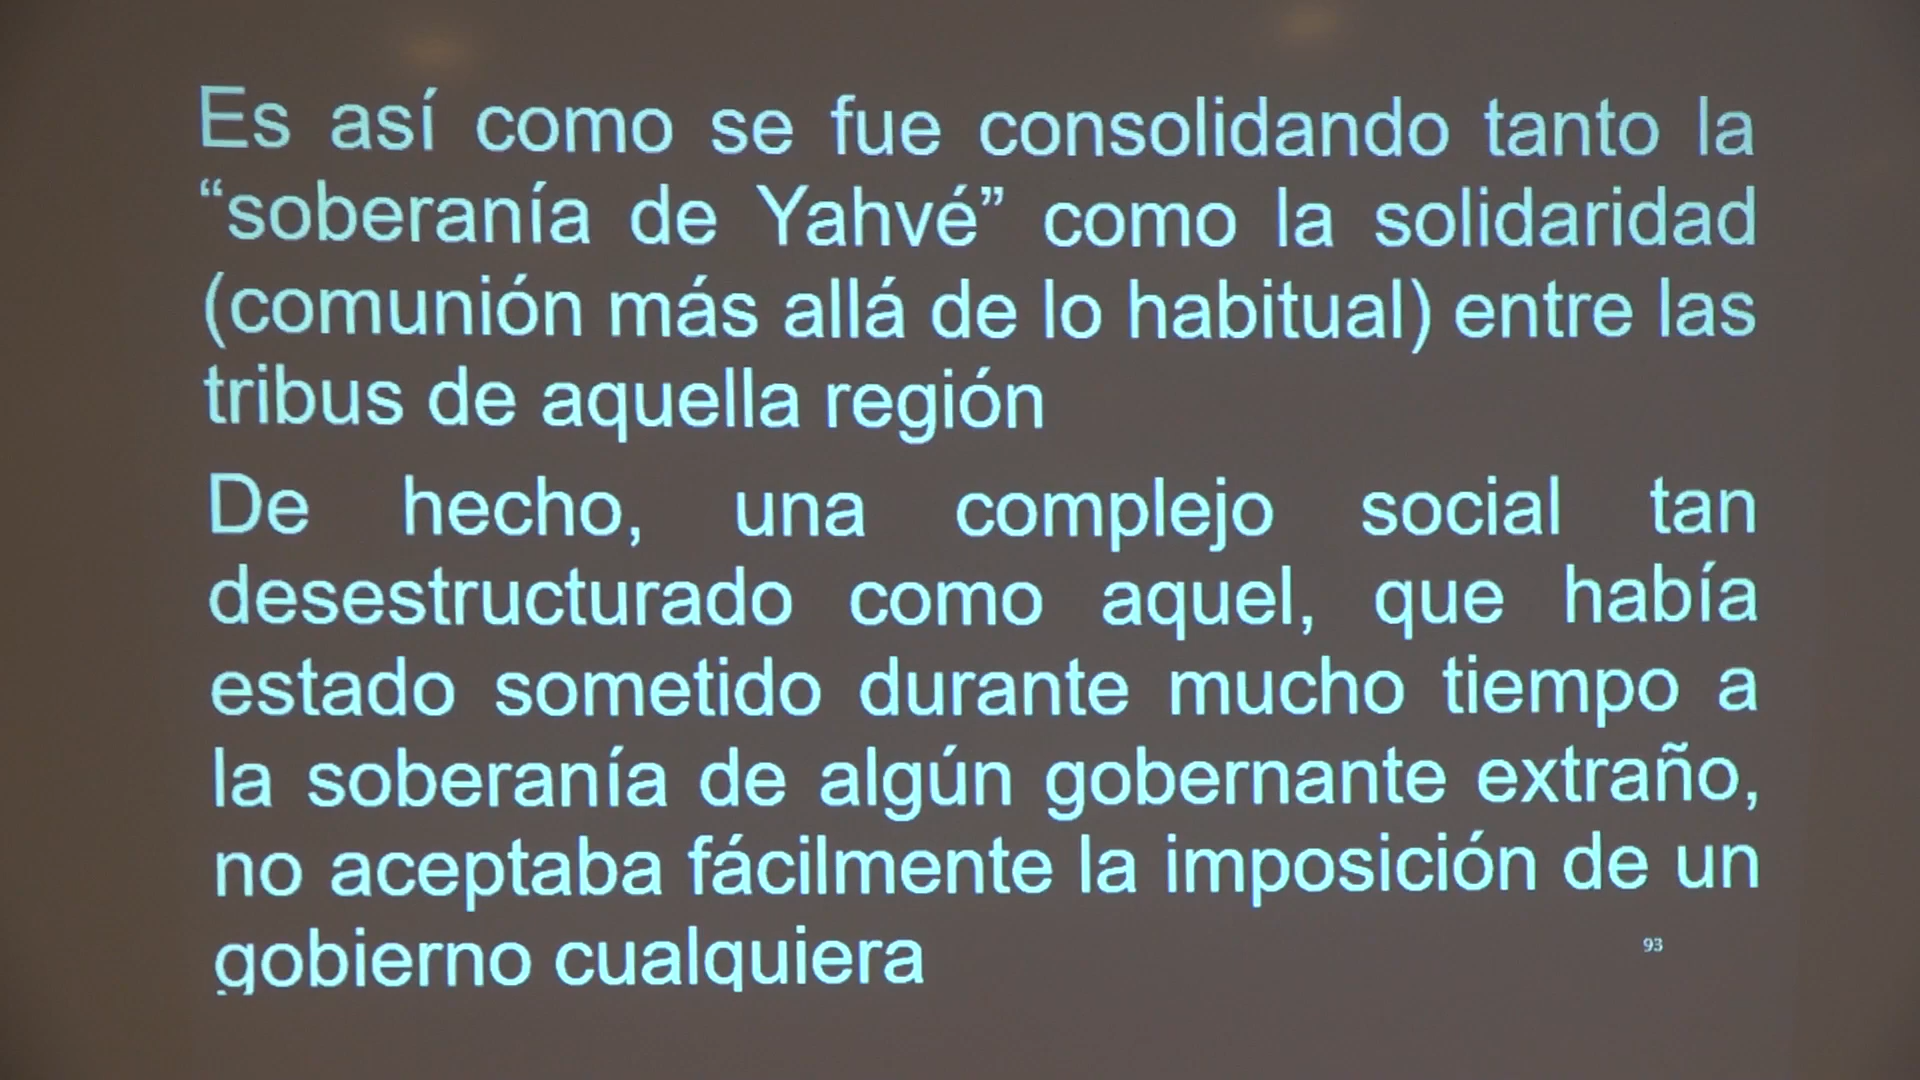 Es así como se fue consolidando tanto la
“soberanía de Yahvé” como la solidaridad
(comunión más allá de lo habitual) entre las
tribus de aquella región
De hecho, una complejo social tan
desestructurado como aquel, que había
estado sometido durante mucho tiempo a
la soberanía de algún gobernante extraño,
no aceptaba fácilmente la imposición de un
gobierno cualquiera
93